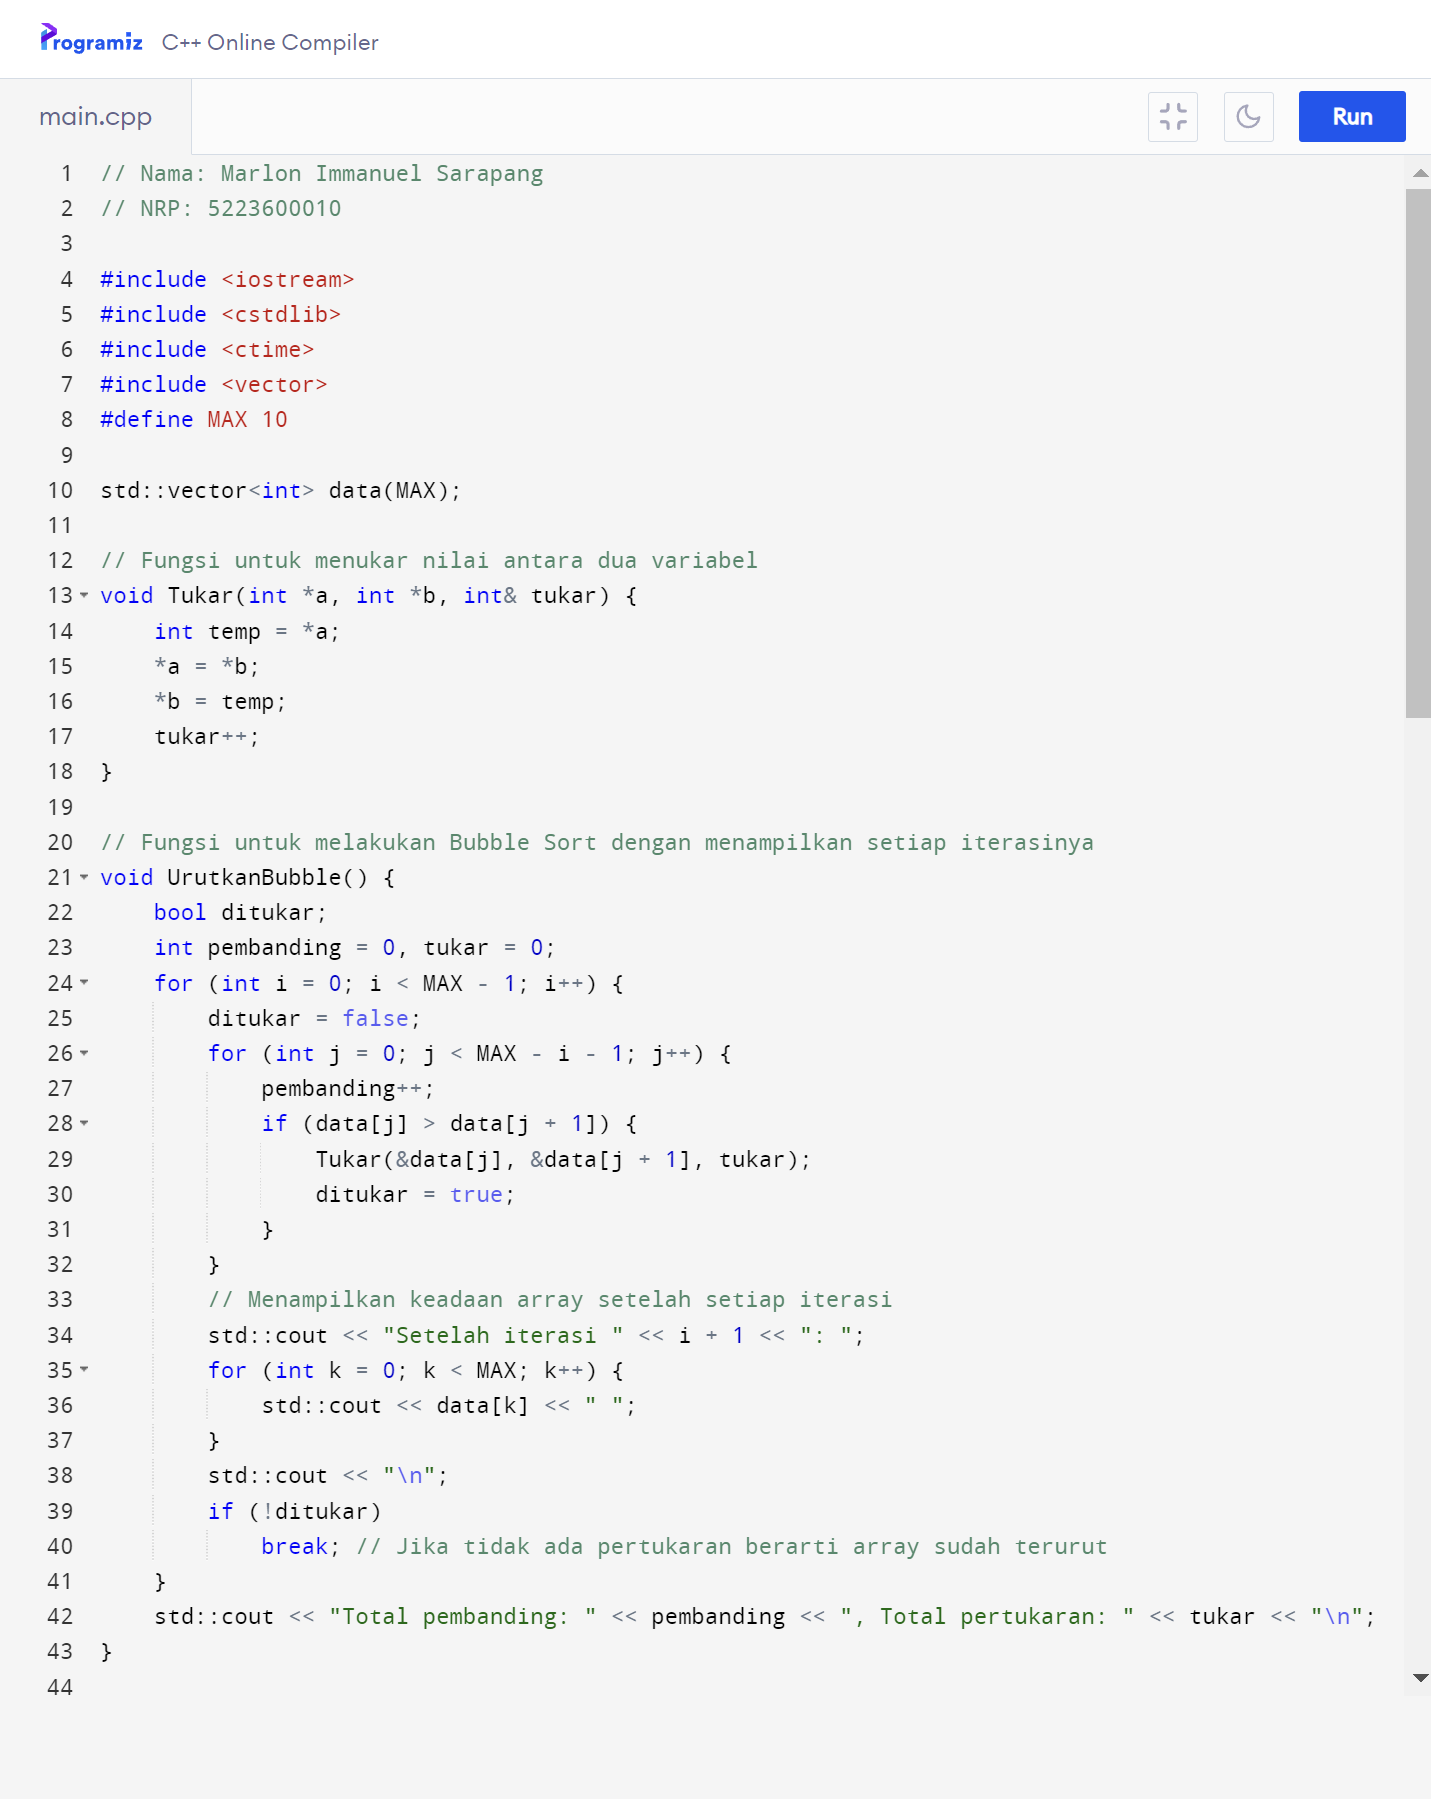 Programiz C++ Online Compiler
main.cpp
Run
1 // Nama: Marlon Immanuel Sarapang
2 // NRP: 5223600010
3
4 #include <iostream>
5 #include <cstdlib>
6 #include <ctime>
7 #include <vector>
8 #define MAX 10
9
10 std::vector<int> data(MAX);
11
12 // Fungsi untuk menukar nilai antara dua variabel
13 void Tukar(int *a, int *b, int& tukar) {
14     int temp = *a;
15     *a = *b;
16     *b = temp;
17     tukar++;
18 }
19
20 // Fungsi untuk melakukan Bubble Sort dengan menampilkan setiap iterasinya
21 void UrutkanBubble() {
22     bool ditukar;
23     int pembanding = 0, tukar = 0;
24     for (int i = 0; i < MAX - 1; i++) {
25         ditukar = false;
26         for (int j = 0; j < MAX - i - 1; j++) {
27             pembanding++;
28             if (data[j] > data[j + 1]) {
29                 Tukar(&data[j], &data[j + 1], tukar);
30                 ditukar = true;
31             }
32         }
33         // Menampilkan keadaan array setelah setiap iterasi
34         std::cout << "Setelah iterasi " << i + 1 << ": ";
35         for (int k = 0; k < MAX; k++) {
36             std::cout << data[k] << " ";
37         }
38         std::cout << "\n";
39         if (!ditukar)
40             break; // Jika tidak ada pertukaran berarti array sudah terurut
41     }
42     std::cout << "Total pembanding: " << pembanding << ", Total pertukaran: " << tukar << "\n";
43 }
44